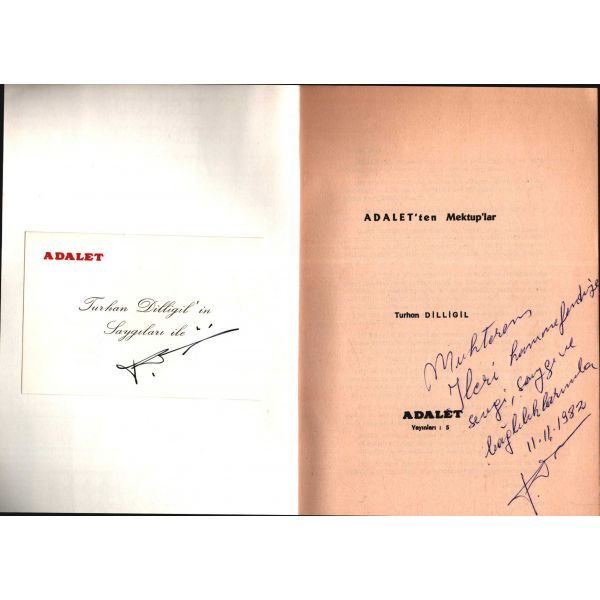 ADALET
Turhan Dilligil'in
Saygıları ile
ADALET'ten Mektup'lar
Turhan DİLLİGİL
Muhterem
İleri hanımefendiye
sevgi, saygı ve
bağlılıklarımla
11.11.1982
ADALET
Yayınları : 5